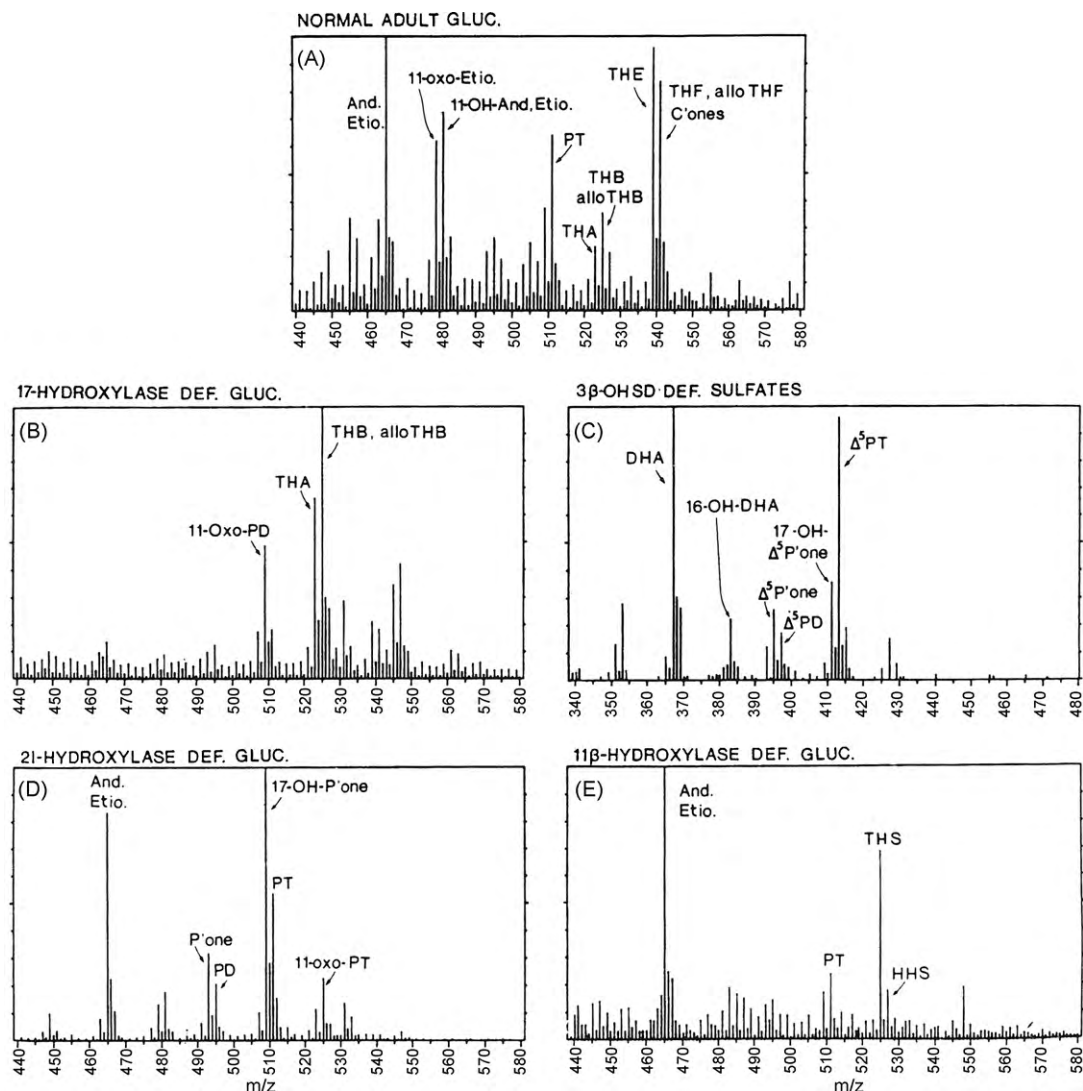 NORMAL ADULT GLUC.
(A)
And.
Etio.
11-oxo-Etio.
11-OH-And, Etio.
PT
THB
allo THB
THA
THE
THF, allo THF
C'ones
440 450 460 470 480 490 500 510 520 530 540 550 560 570 580
17-HYDROXYLASE DEF. GLUC.
(B)
THB, allo THB
THA
11-Oxo-PD
440 450 460 470 480 490 500 510 520 530 540 550 560 570 580
3β-OHSD DEF. SULFATES
(C)
DHA
16-OH-DHA
Δ⁵PT
17-OH-
Δ⁵P'one
Δ⁵P'one
Δ⁵PD
340 350 360 370 380 390 400 410 420 430 440 450 460 470 480
21-HYDROXYLASE DEF. GLUC.
(D)
And.
Etio.
17-OH-P'one
PT
P'one
PD
11-oxo-PT
440 450 460 470 480 490 500 510 520 530 540 550 560 570 580
m/z
11β-HYDROXYLASE DEF. GLUC.
(E)
And.
Etio.
THS
PT
HHS
440 450 460 470 480 490 500 510 520 530 540 550 560 570 580
m/z